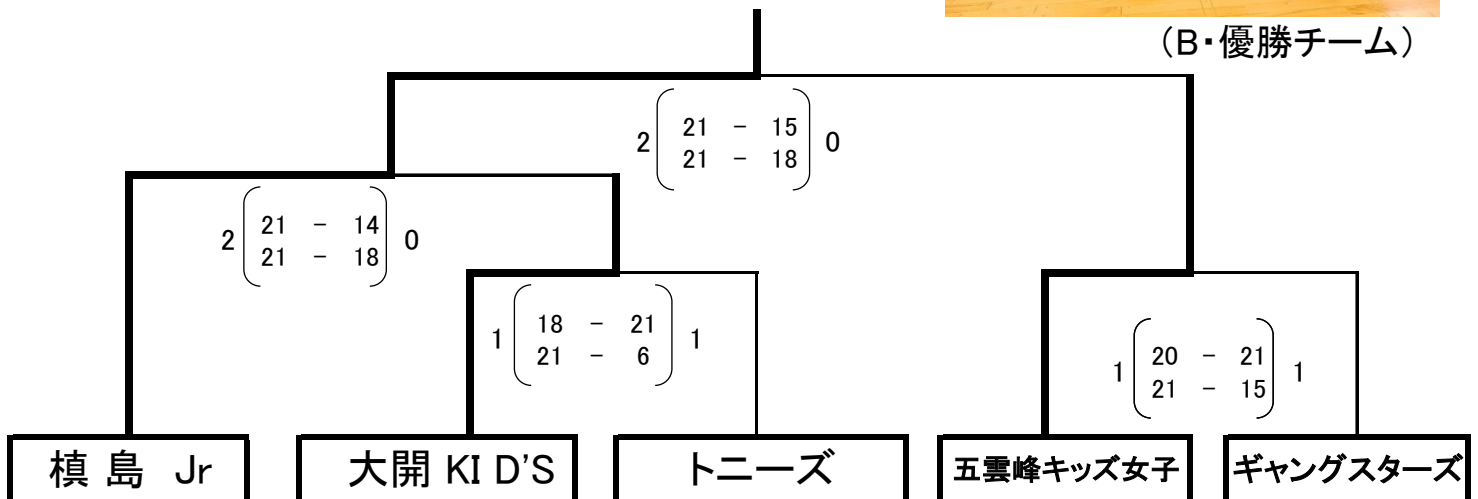 (B・優勝チーム)
2 21 - 15 0
21 - 18
2 21 - 14 0
21 - 18
1 18 - 21 1
21 - 6
1 20 - 21 1
21 - 15
槙島 Jr
大開 KI D'S
トニーズ
五雲峰キッズ女子
ギャングスターズ